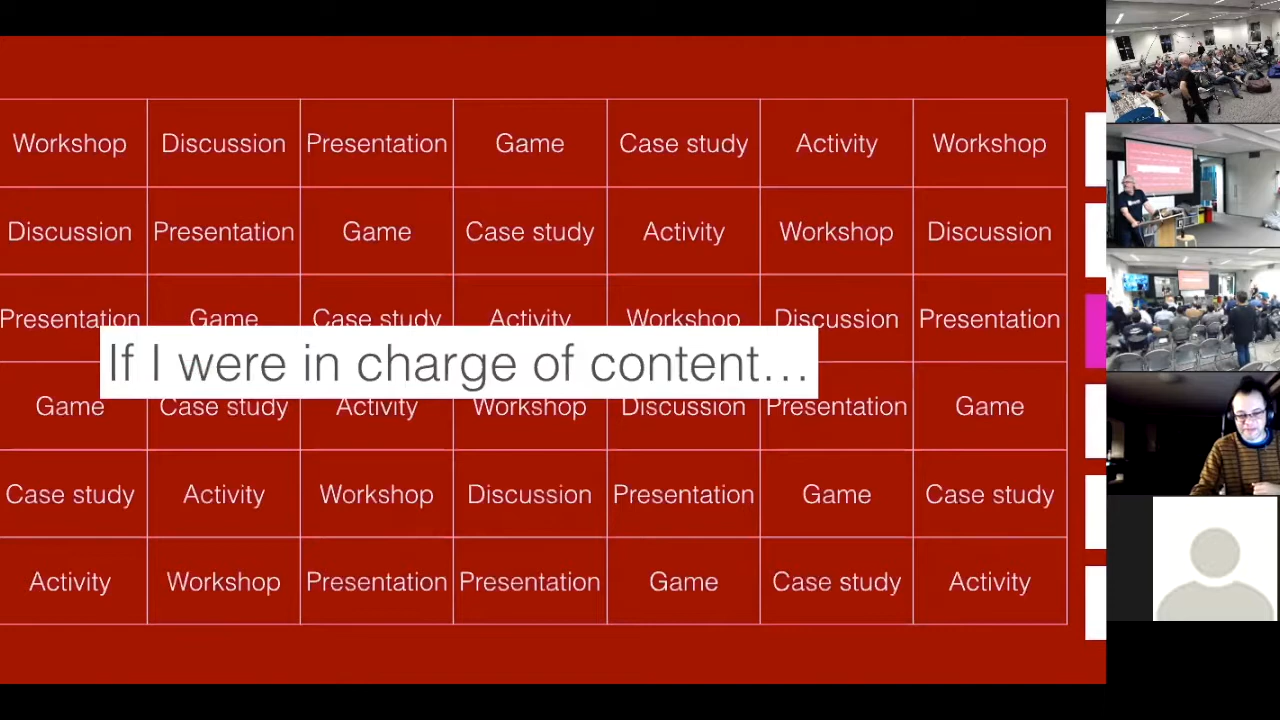 Workshop Discussion Presentation Game Case study Activity Workshop
Discussion Presentation Game Case study Activity Workshop Discussion
Presentation Game Case study Activity Workshop Discussion Presentation
If I were in charge of content…
Game Case study Activity Workshop Discussion Presentation Game
Case study Activity Workshop Discussion Presentation Game Case study
Activity Workshop Presentation Presentation Game Case study Activity